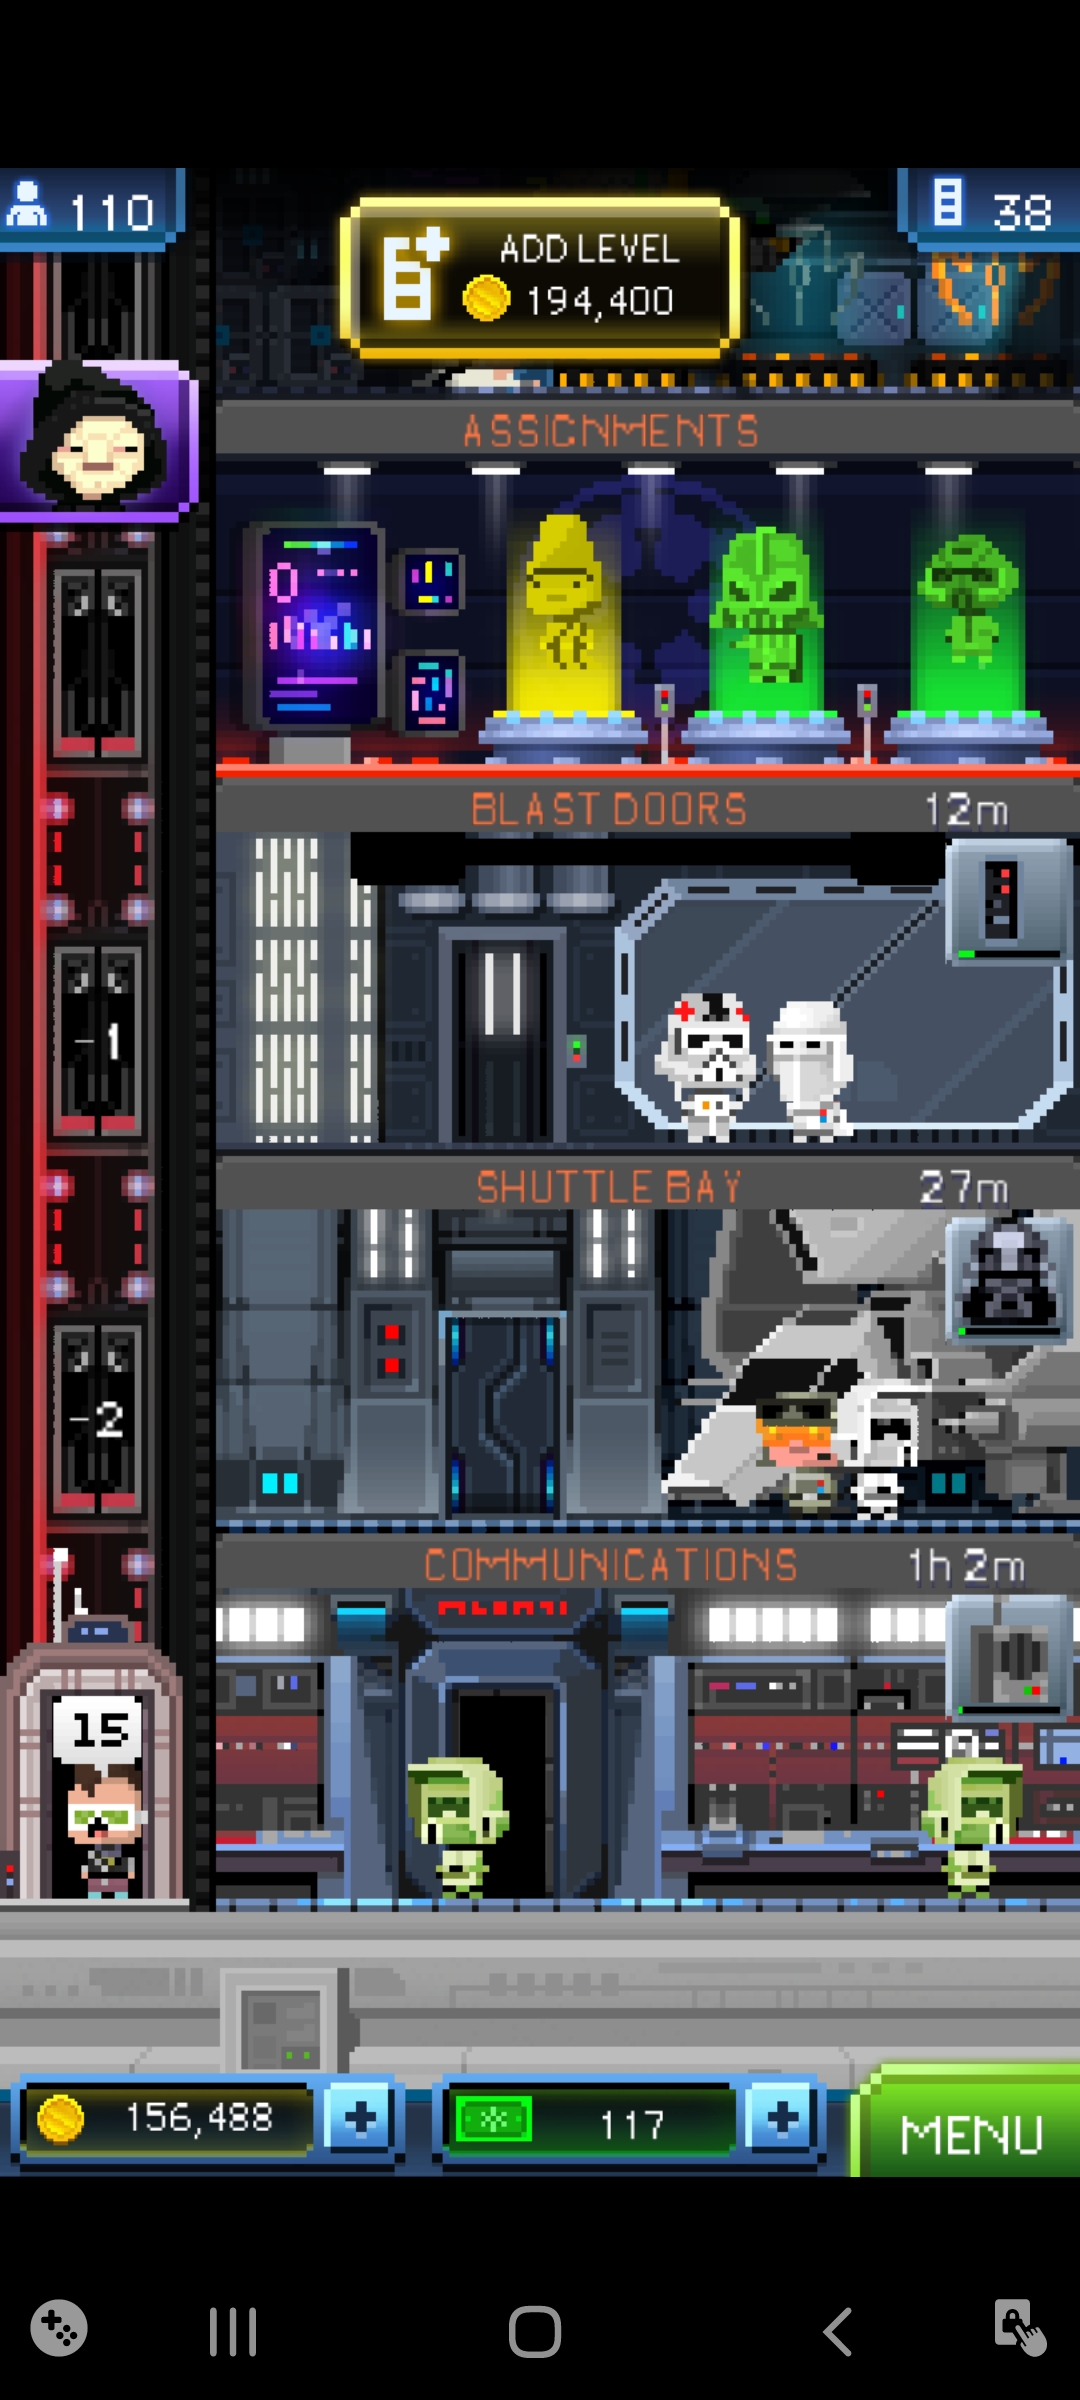 110
ADD LEVEL
194,400
38
ASSIGNMENTS
BLAST DOORS 12m
-1
SHUTTLE BAY 27m
-2
COMMUNICATIONS 1h 2m
15
156,488
117
MENU